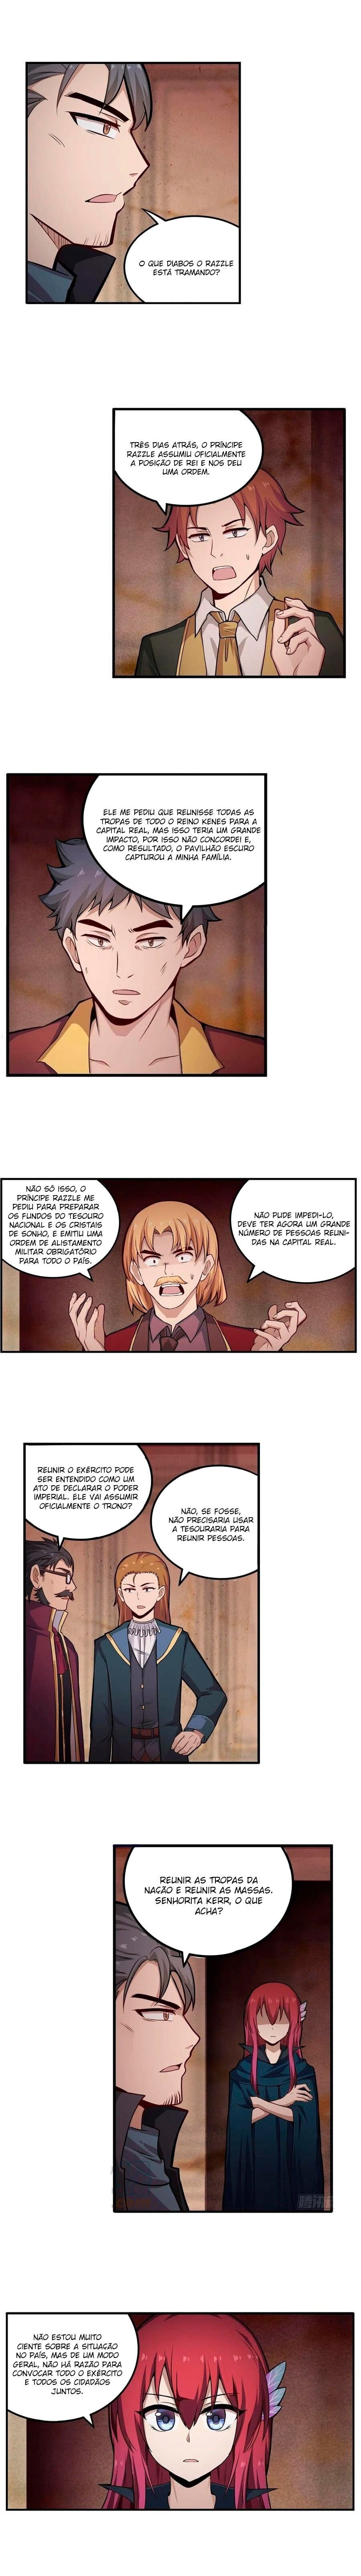 O QUE DIABOS O RAZZLE
ESTÁ TRAMANDO?
TRÊS DIAS ATRÁS, O PRÍNCIPE
RAZZLE ASSUMIU OFICIALMENTE
A POSIÇÃO DE REI E NOS DEU
UMA ORDEM.
ELE ME PEDIU QUE REUNISSE TODAS AS
TROPAS DE TODO O REINO KENES PARA A
CAPITAL REAL, MAS ISSO TERIA UM GRANDE
IMPACTO, POR ISSO NÃO CONCORDEI E,
COMO RESULTADO, O PAVILHÃO ESCURO
CAPTUROU A MINHA FAMÍLIA.
NÃO SÓ ISSO, O
PRÍNCIPE RAZZLE ME
PEDIU PARA PREPARAR
OS FUNDOS DO TESOURO
NACIONAL E OS CRISTAIS
DE SONHO, E EMITIU UMA
ORDEM DE ALISTAMENTO
MILITAR OBRIGATÓRIO
PARA TODO O PAÍS.
NÃO PUDE IMPEDI-LO,
DEVE TER AGORA UM GRANDE
NÚMERO DE PESSOAS REUNI-
DAS NA CAPITAL REAL.
REUNIR O EXÉRCITO PODE
SER ENTENDIDO COMO UM
ATO DE DECLARAR O PODER
IMPERIAL. ELE VAI ASSUMIR
OFICIALMENTE O TRONO?
NÃO, SE FOSSE,
NÃO PRECISARIA USAR
A TESOURARIA PARA
REUNIR PESSOAS.
REUNIR AS TROPAS DA
NAÇÃO E REUNIR AS MASSAS.
SENHORITA KERR, O QUE
ACHA?
NÃO ESTOU MUITO
CIENTE SOBRE A SITUAÇÃO
NO PAÍS, MAS DE UM MODO
GERAL, NÃO HÁ RAZÃO PARA
CONVOCAR TODO O EXÉRCITO
E TODOS OS CIDADÃOS
JUNTOS.